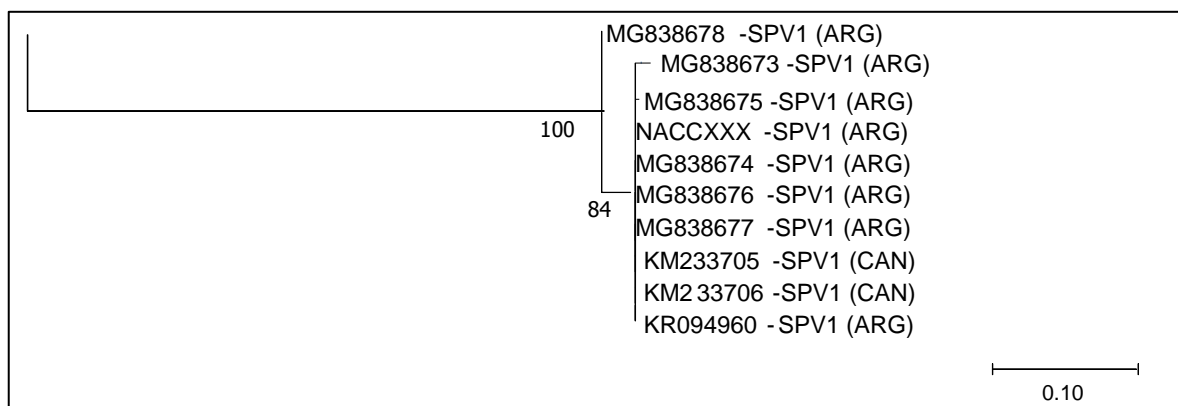 MG838678 -SPV1 (ARG)
MG838673 -SPV1 (ARG)
MG838675 -SPV1 (ARG)
100 NACCXXX -SPV1 (ARG)
MG838674 -SPV1 (ARG)
MG838676 -SPV1 (ARG)
84
MG838677 -SPV1 (ARG)
KM233705 -SPV1 (CAN)
KM2 33706 -SPV1 (CAN)
KR094960 -SPV1 (ARG)
0.10